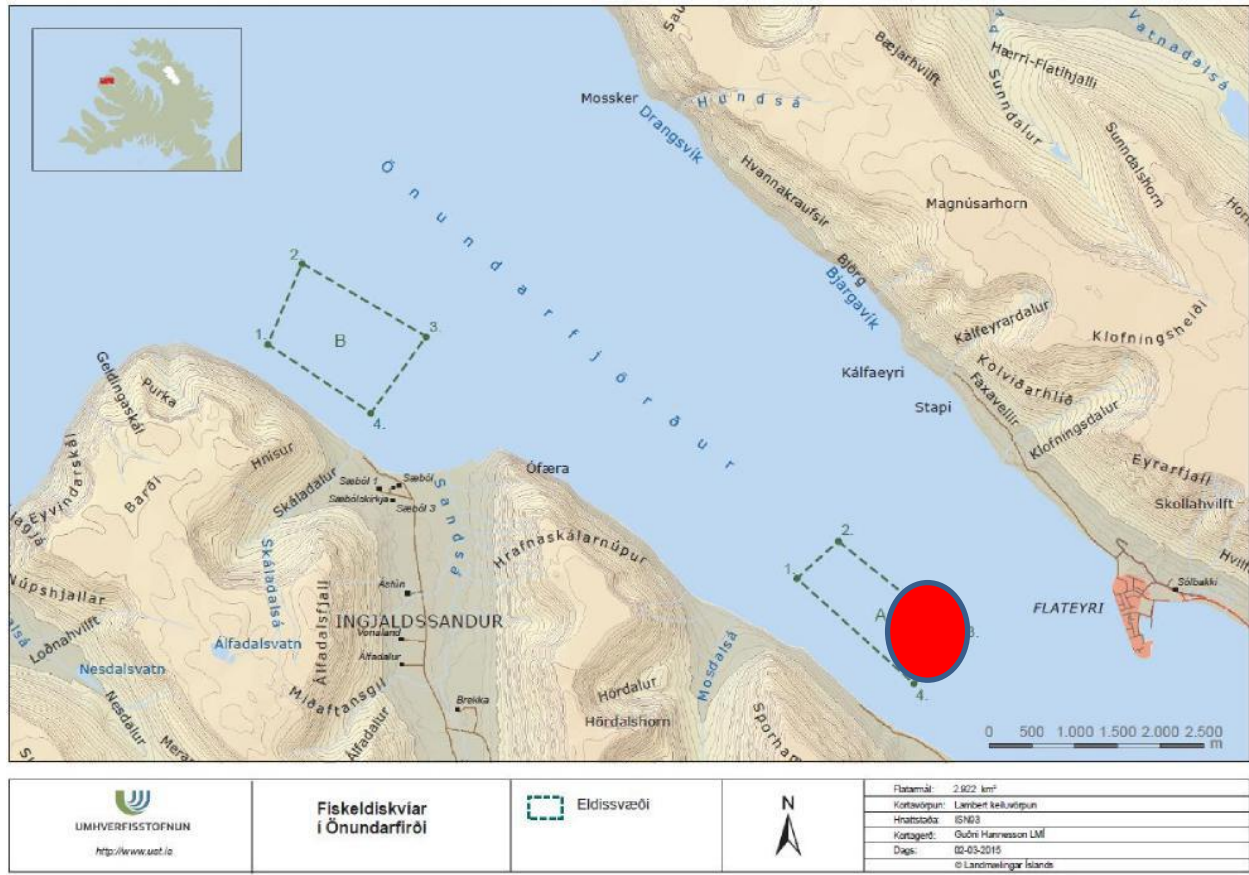 Mossker
Hundsá
Drangsvík
Hvannakraufsir
Björg
Bjargavík
Bæjarhvilft
Hærri-Flatihjalli
Vatnadalsá
Sunndalur
Sunndalshorn
Magnúsarhorn
Kálfeyrardalur
Klofningsheiði
Kolviðarhlíð
Kálfaeyri
Stapi
Faxavellir
Klofningsdalur
Eyrarfjall
Skollahvilft
Önundarfjörður
1.
2.
3.
4.
B
Geldingaskál
Purka
Eyvindarskál
Barði
Hnísur
Skáladalur
Sæból 1
Sæból
Sæbólskirkja
Sæból 3
Sandsá
Ófæra
Hrafnaskálarnúpur
Núpshjallar
Skáladalsá
Loðnahvilft
Álfadalsfjall
Ástún
INGJALDSSANDUR
Vonaland
Álfadalur
Álfadalsvatn
Nesdalsvatn
Nesdalur
Miðaftansgil
Álfadalur
Brekka
Hördalur
Hördalshorn
Mosdalsá
1.
2.
A
3.
4.
FLATEYRI
Sólbakki
0 500 1.000 1.500 2.000 2.500
m
UMHVERFISSTOFNUN
http://www.ust.is
Fiskeldiskvíar
í Önundarfirði
Eldissvæði
N
Flatarmál: 2.922 km²
Kortavörpun: Lambert keiluvörpun
Hnattstaða: ISN93
Kortagerð: Guðni Hannesson LMÍ
Dags: 02-03-2015
© Landmælingar Íslands